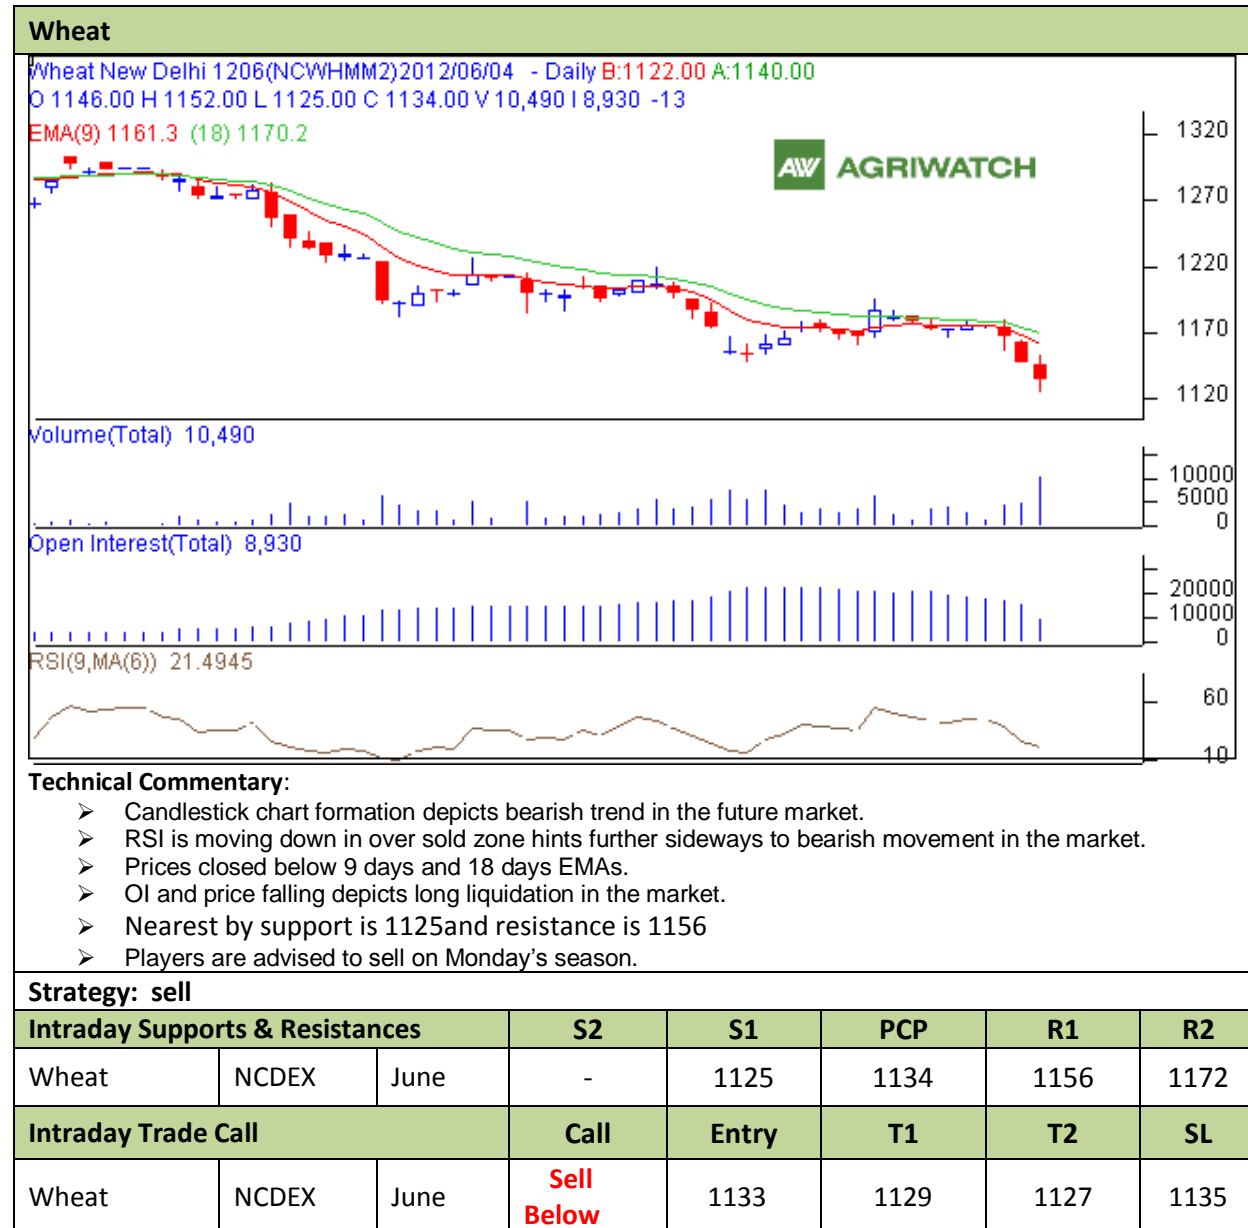 Wheat
Wheat New Delhi 1206(NCWHMM2)2012/06/04 - Daily B:1122.00 A:1140.00
O 1146.00 H 1152.00 L 1125.00 C 1134.00 V 10,490 I 8,930 -13
EMA(9) 1161.3 (18) 1170.2
AW AGRIWATCH
1320
1270
1220
1170
1120
Volume(Total) 10,490
10000
5000
0
Open Interest(Total) 8,930
20000
10000
0
RSI(9,MA(6)) 21.4945
60
10
Technical Commentary:
➢ Candlestick chart formation depicts bearish trend in the future market.
➢ RSI is moving down in over sold zone hints further sideways to bearish movement in the market.
➢ Prices closed below 9 days and 18 days EMAs.
➢ OI and price falling depicts long liquidation in the market.
➢ Nearest by support is 1125and resistance is 1156
➢ Players are advised to sell on Monday's season.
Strategy: sell
Intraday Supports & Resistances S2 S1 PCP R1 R2
Wheat NCDEX June - 1125 1134 1156 1172
Intraday Trade Call Call Entry T1 T2 SL
Wheat NCDEX June Sell Below 1133 1129 1127 1135